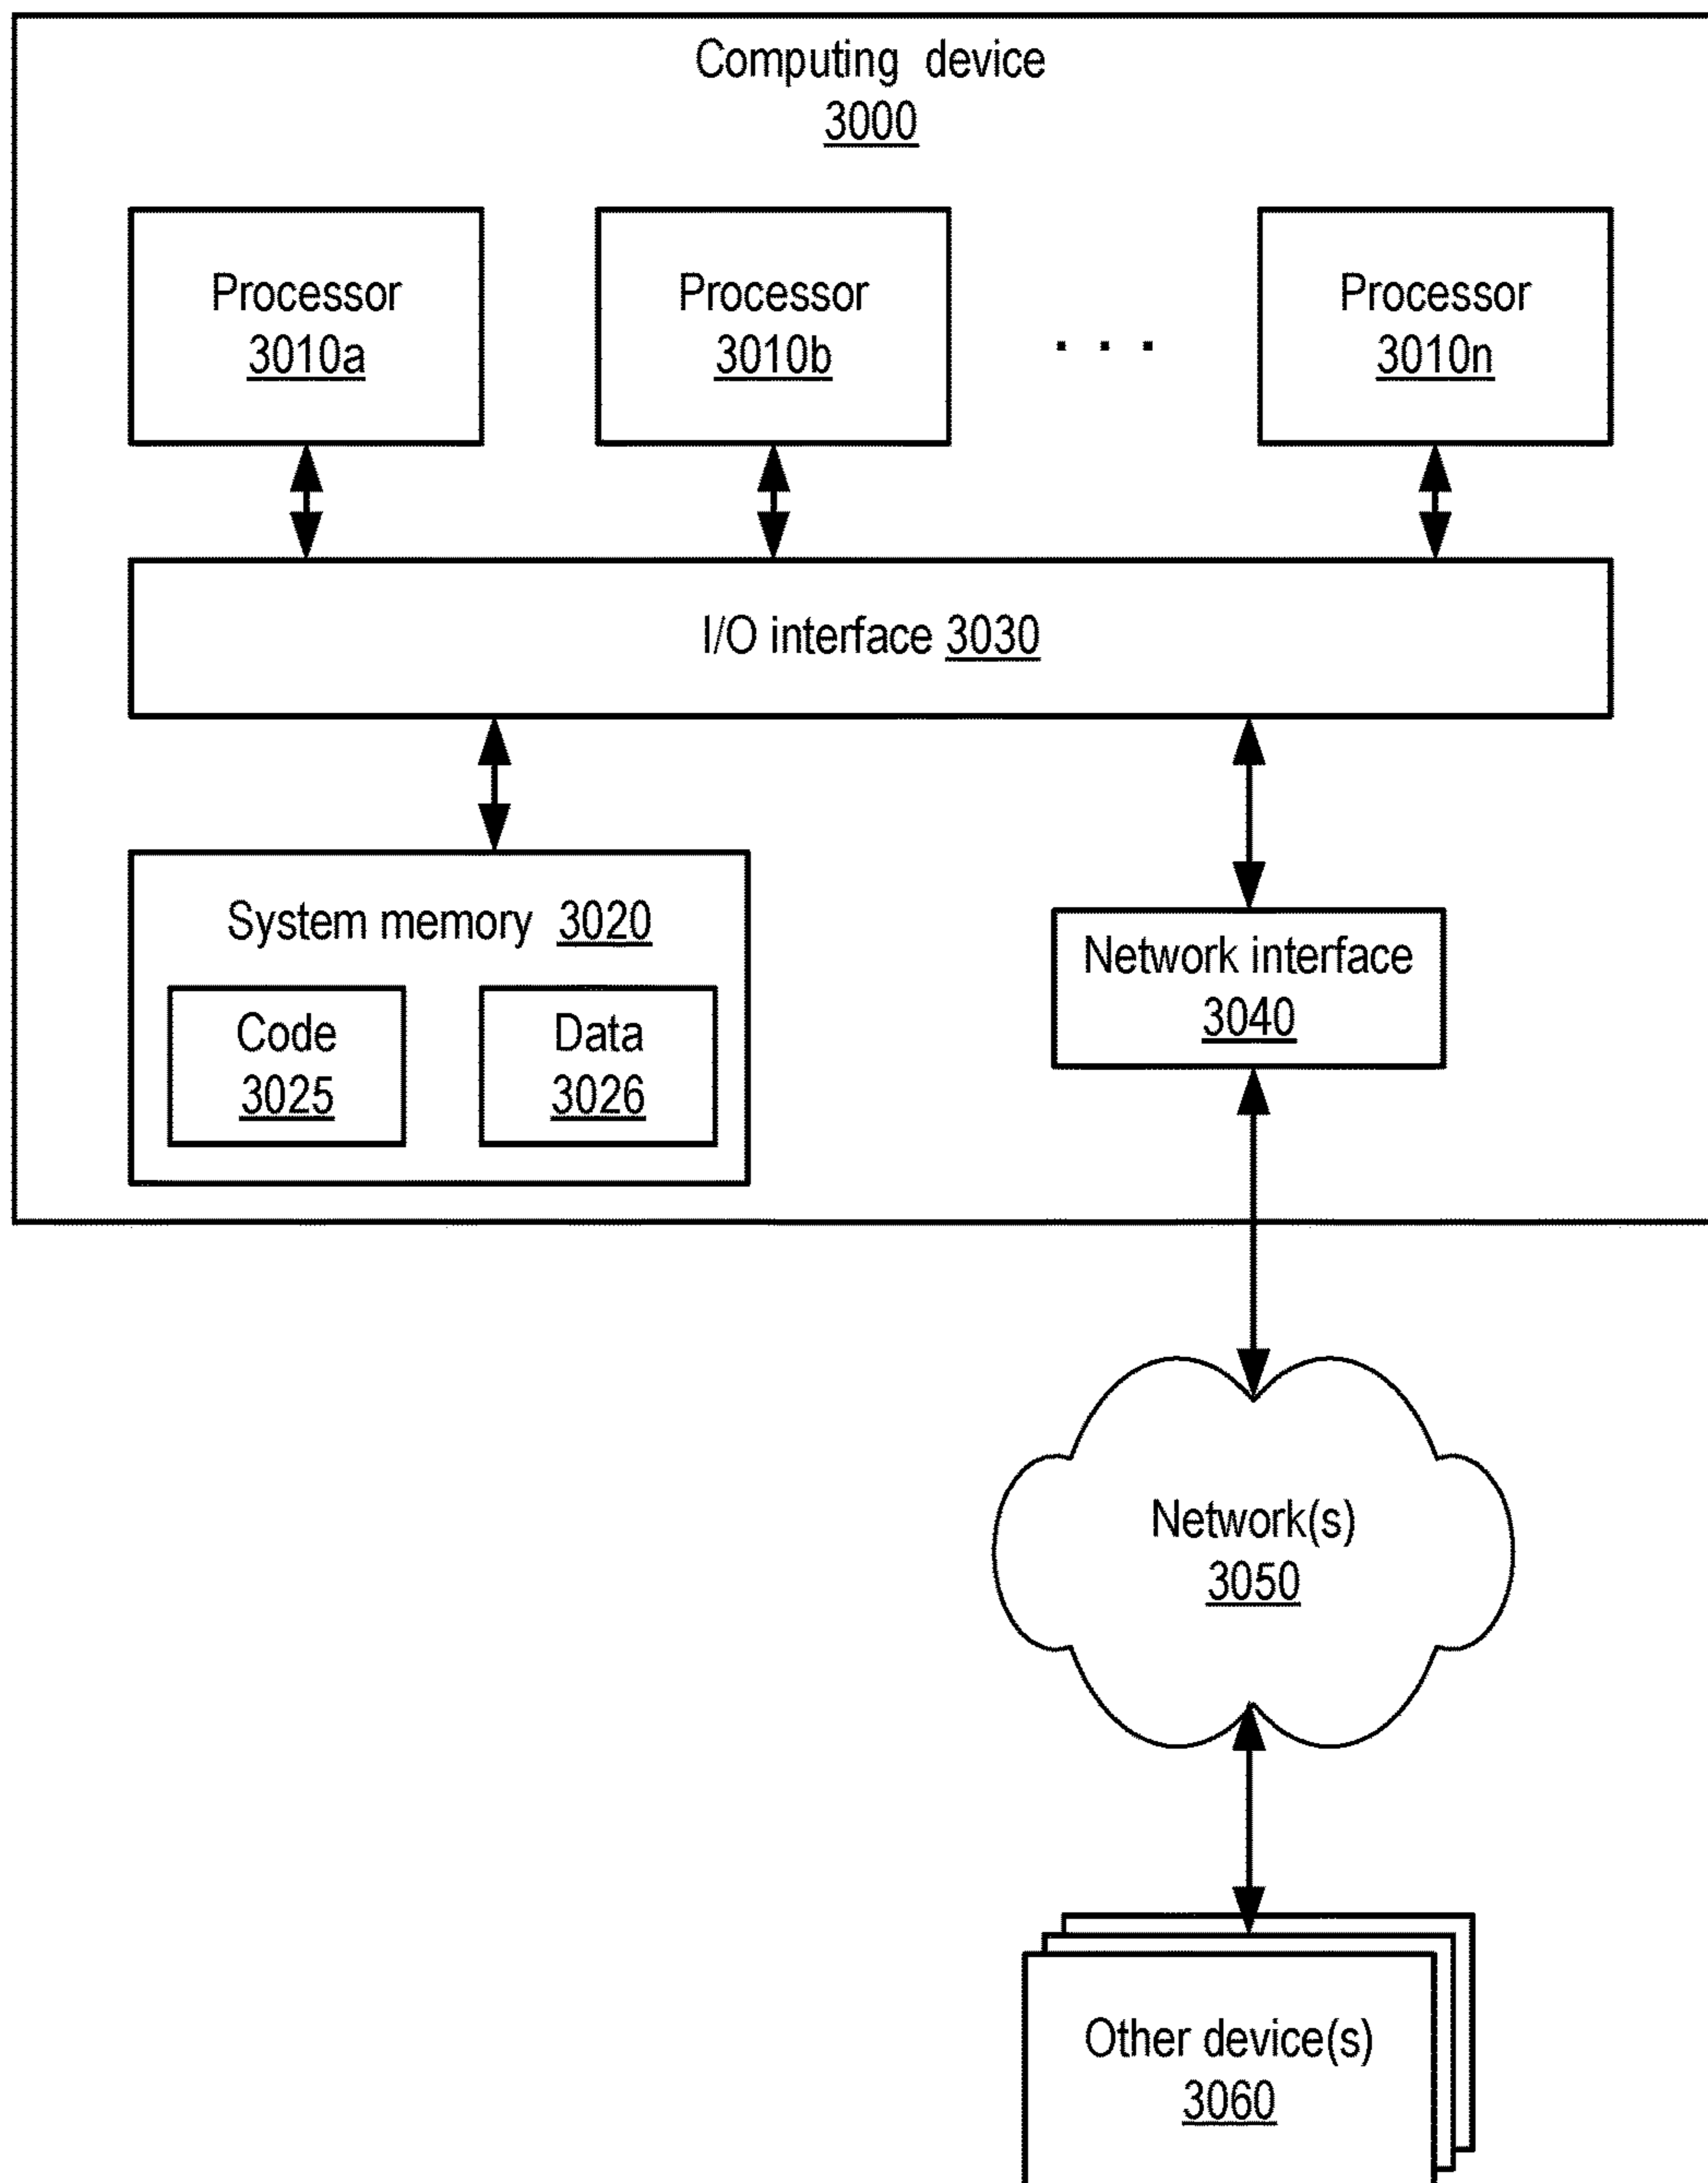 Computing device
3000
Processor
3010a
Processor
3010b
. . .
Processor
3010n
I/O interface 3030
System memory 3020
Code
3025
Data
3026
Network interface
3040
Network(s)
3050
Other device(s)
3060